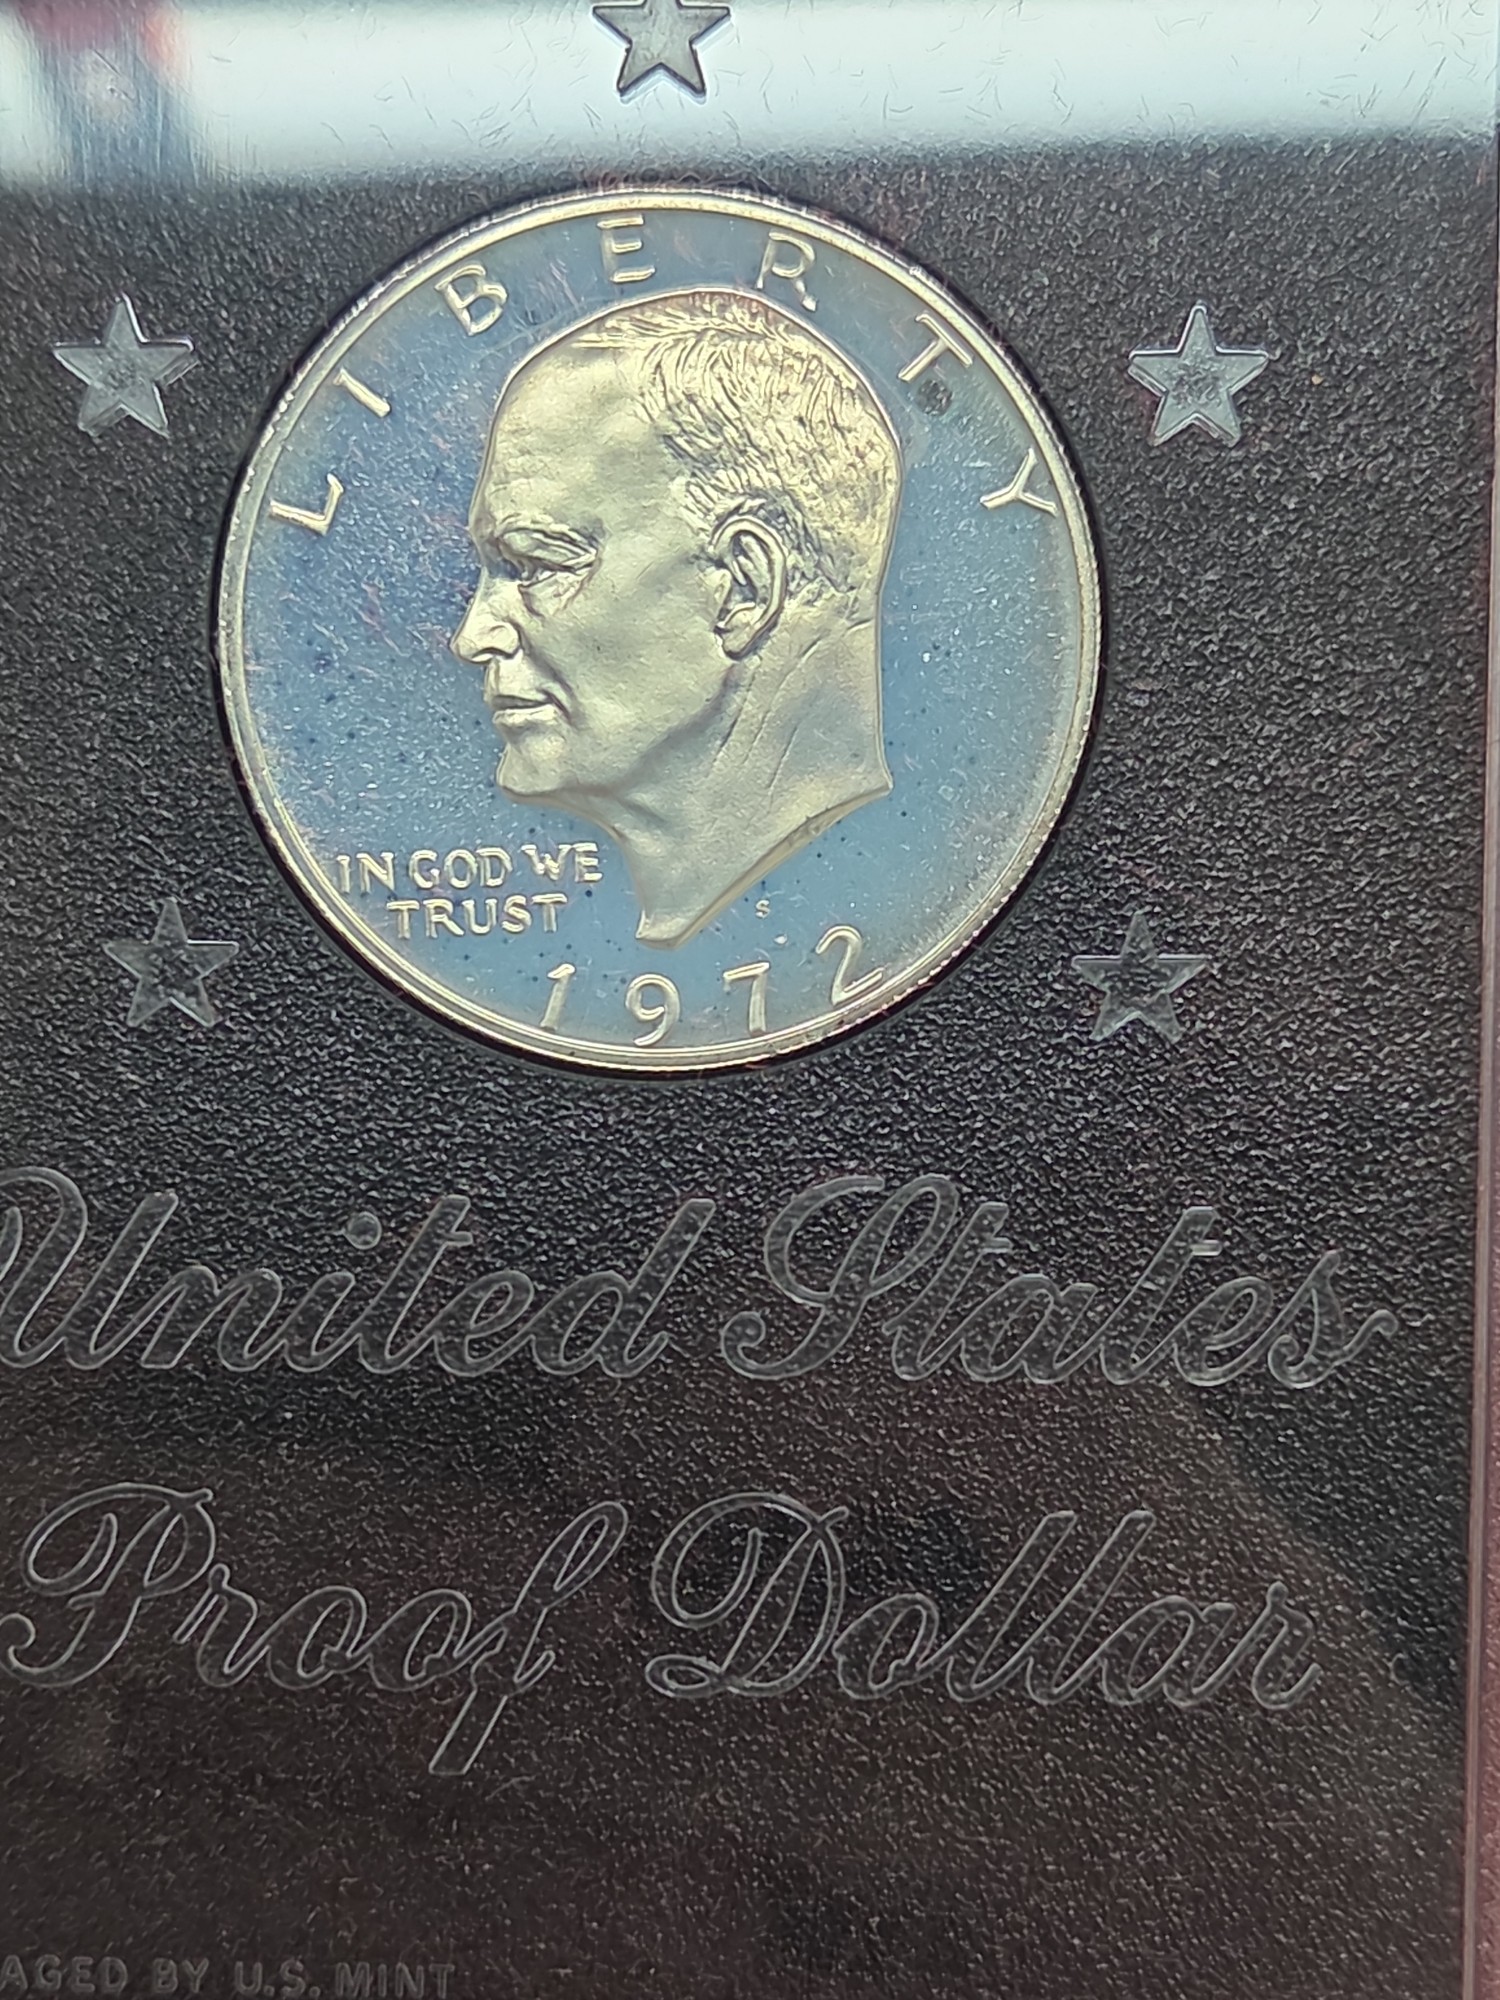 LIBERTY
IN GOD WE
TRUST
S
1972
United States
Proof Dollar
AGED BY U.S. MINT